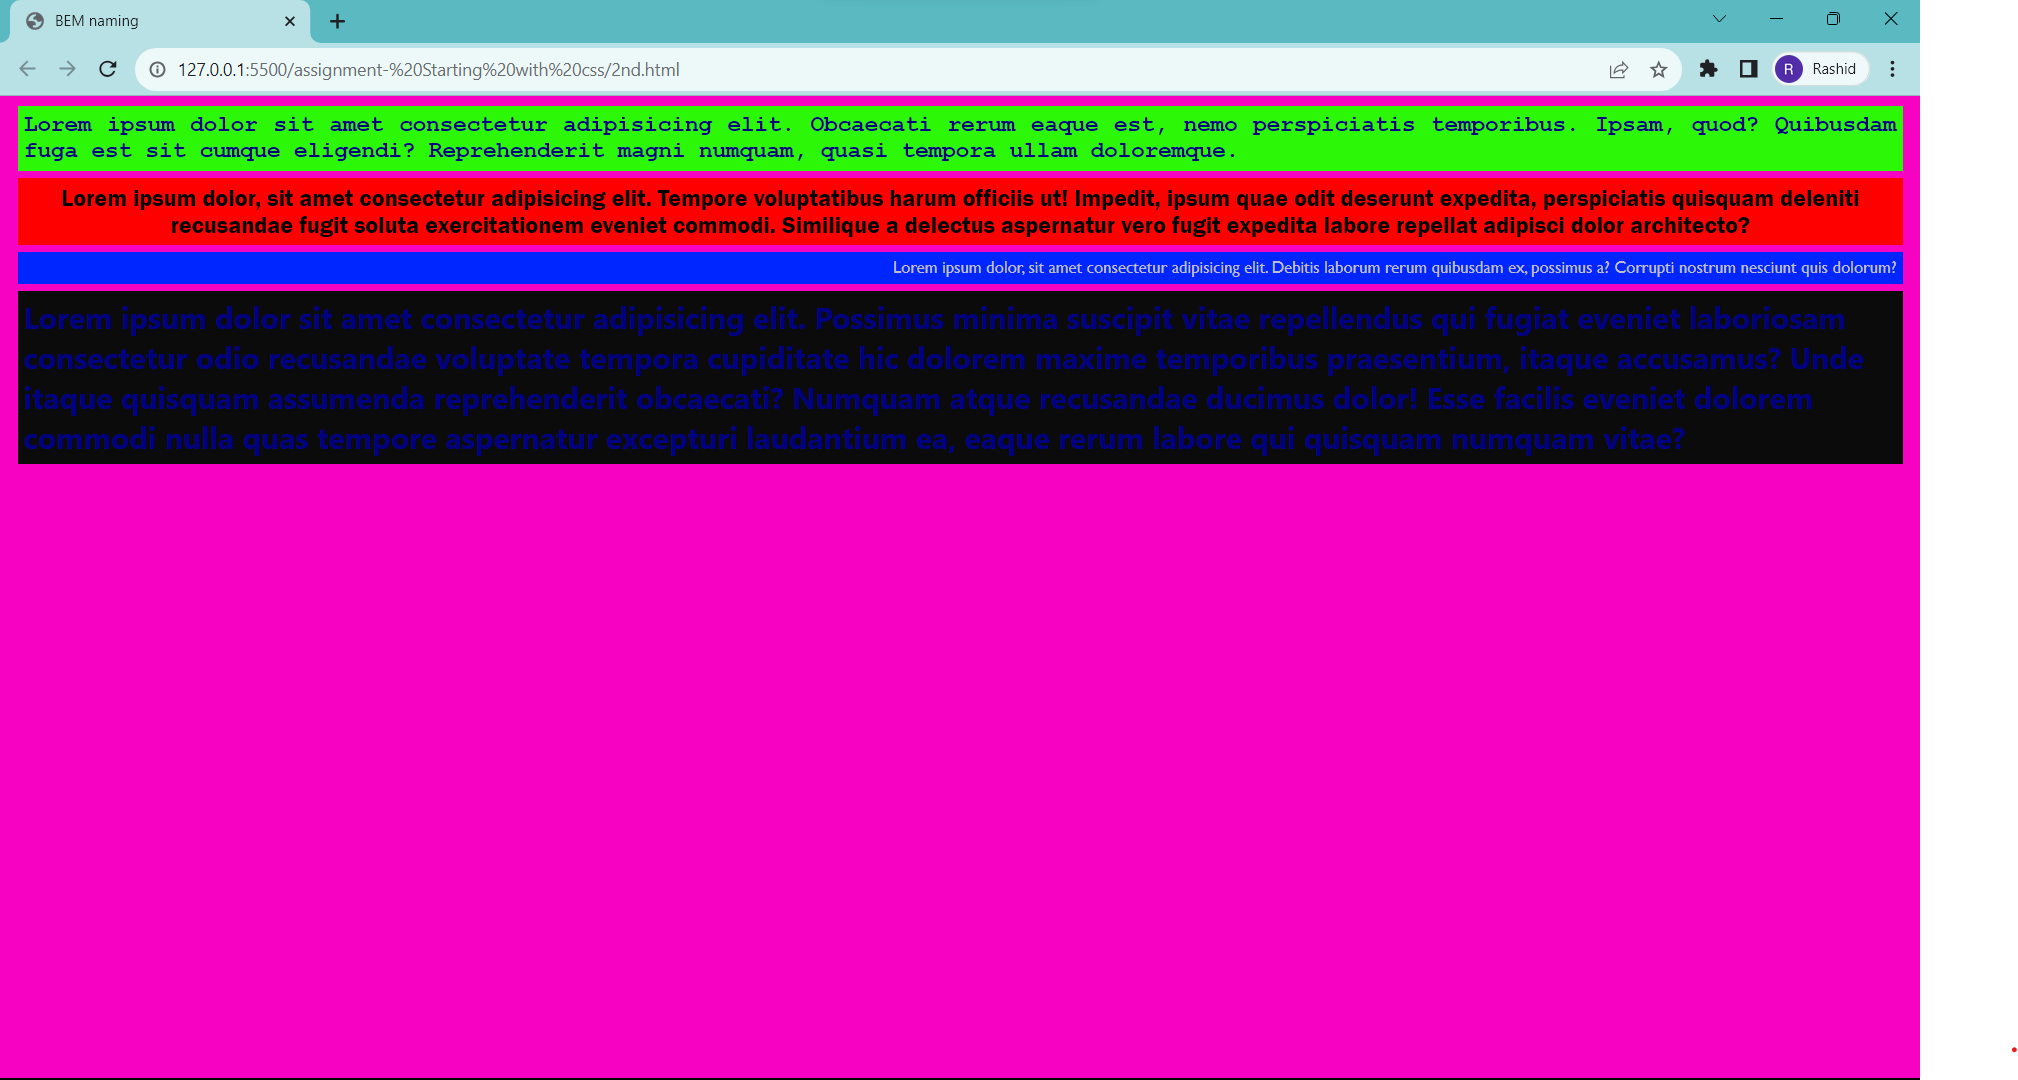 BEM naming
127.0.0.1:5500/assignment-%20Starting%20with%20css/2nd.html
R Rashid
Lorem ipsum dolor sit amet consectetur adipisicing elit. Obcaecati rerum eaque est, nemo perspiciatis temporibus. Ipsam, quod? Quibusdam
fuga est sit cumque eligendi? Reprehenderit magni numquam, quasi tempora ullam doloremque.
Lorem ipsum dolor, sit amet consectetur adipisicing elit. Tempore voluptatibus harum officiis ut! Impedit, ipsum quae odit deserunt expedita, perspiciatis quisquam deleniti
recusandae fugit soluta exercitationem eveniet commodi. Similique a delectus aspernatur vero fugit expedita labore repellat adipisci dolor architecto?
Lorem ipsum dolor, sit amet consectetur adipisicing elit. Debitis laborum rerum quibusdam ex, possimus a? Corrupti nostrum nesciunt quis dolorum?
Lorem ipsum dolor sit amet consectetur adipisicing elit. Possimus minima suscipit vitae repellendus qui fugiat eveniet laboriosam
consectetur odio recusandae voluptate tempora cupiditate hic dolorem maxime temporibus praesentium, itaque accusamus? Unde
itaque quisquam assumenda reprehenderit obcaecati? Numquam atque recusandae ducimus dolor! Esse facilis eveniet dolorem
commodi nulla quas tempore aspernatur excepturi laudantium ea, eaque rerum labore qui quisquam numquam vitae?